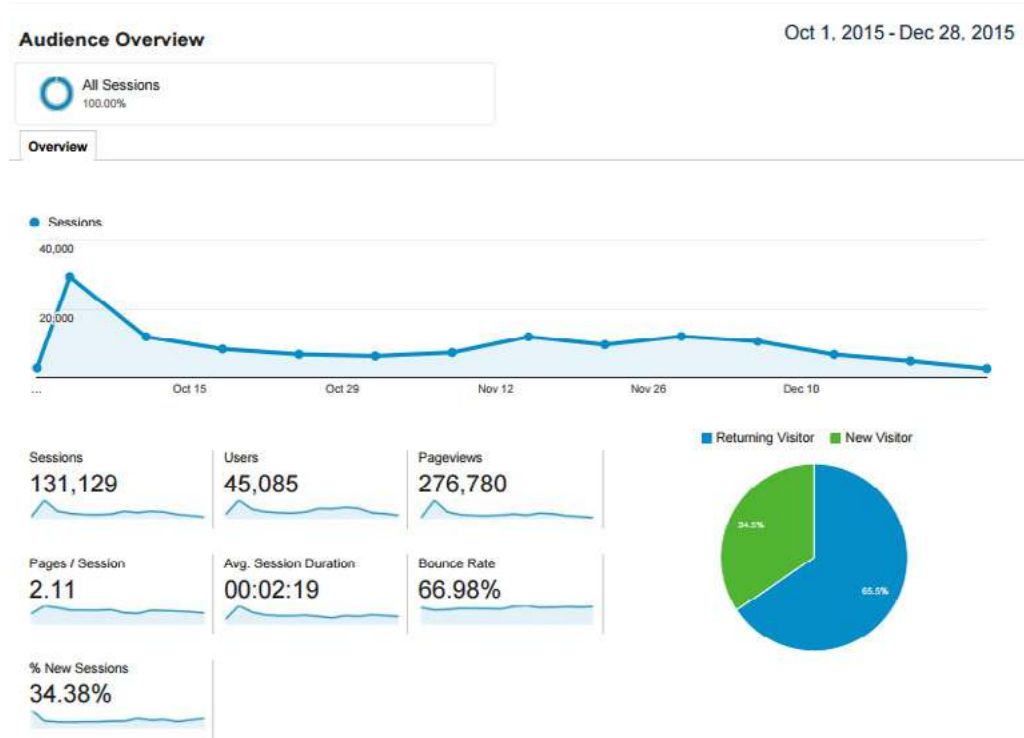 Audience Overview
Oct 1, 2015 - Dec 28, 2015
All Sessions
100.00%
Overview
Sessions
40,000
20,000
...
Oct 15
Oct 29
Nov 12
Nov 26
Dec 10
Returning Visitor
New Visitor
Sessions
131,129
Users
45,085
Pageviews
276,780
34.5%
65.5%
Pages / Session
2.11
Avg. Session Duration
00:02:19
Bounce Rate
66.98%
% New Sessions
34.38%